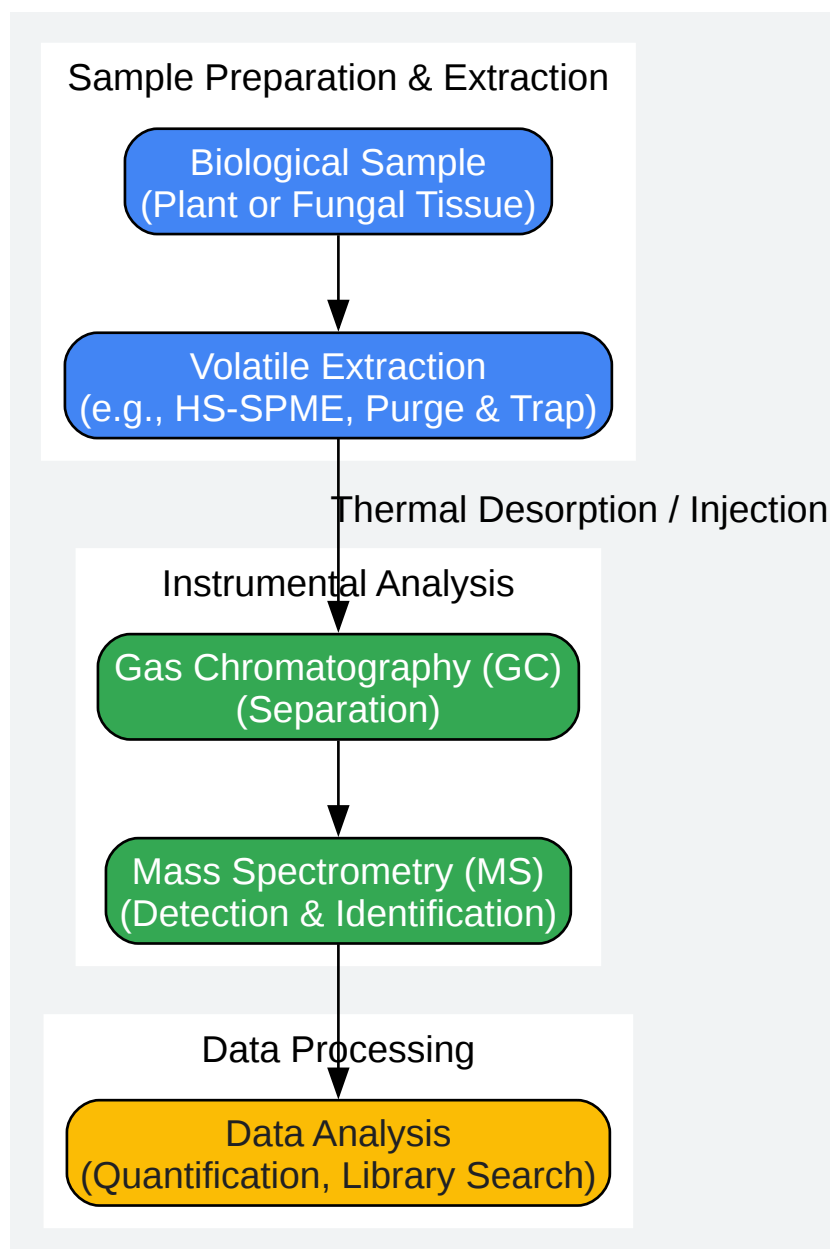 Sample Preparation & Extraction
Biological Sample
(Plant or Fungal Tissue)
Volatile Extraction
(e.g., HS-SPME, Purge & Trap)
Thermal Desorption / Injection
Instrumental Analysis
Gas Chromatography (GC)
(Separation)
Mass Spectrometry (MS)
(Detection & Identification)
Data Processing
Data Analysis
(Quantification, Library Search)